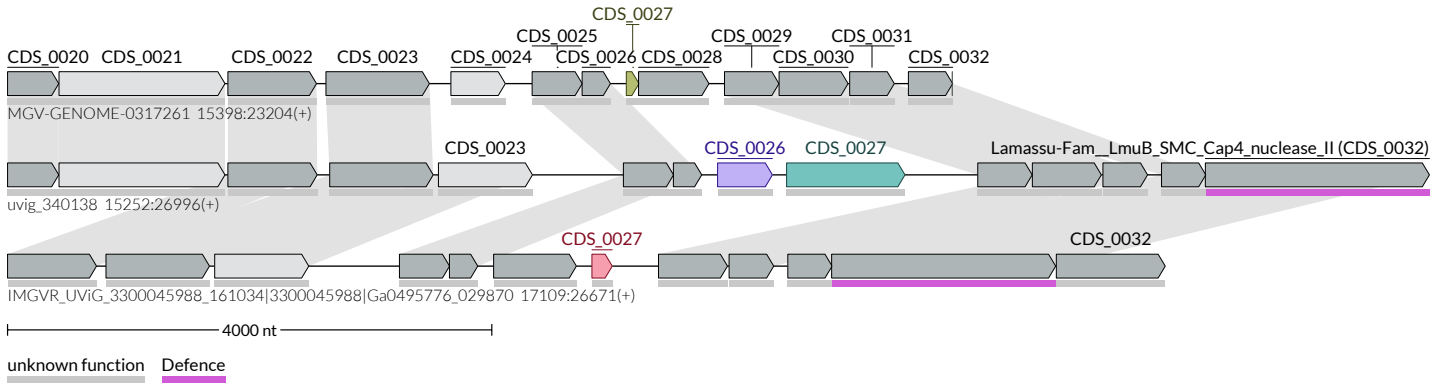 CDS_0027
CDS_0025 CDS_0029 CDS_0031
CDS_0020 CDS_0021 CDS_0022 CDS_0023 CDS_0024 CDS_0026 CDS_0028 CDS_0030 CDS_0032
MGV-GENOME-0317261 15398:23204(+)
CDS_0023 CDS_0026 CDS_0027 Lamassu-Fam__LmuB_SMC_Cap4_nuclease_II (CDS_0032)
uvig_340138 15252:26996(+)
CDS_0027 CDS_0032
IMGVR_UViG_3300045988_161034|3300045988|Ga0495776_029870 17109:26671(+)
4000 nt
unknown function Defence